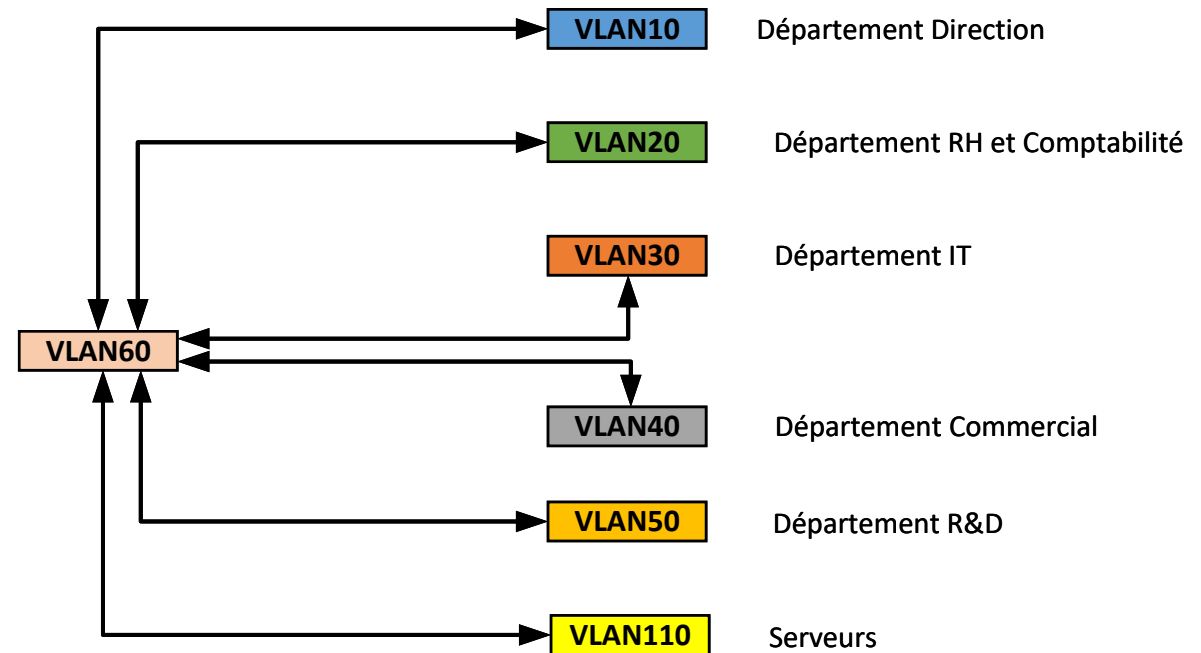 VLAN10 Département Direction
VLAN20 Département RH et Comptabilité
VLAN30 Département IT
VLAN60
VLAN40 Département Commercial
VLAN50 Département R&D
VLAN110 Serveurs